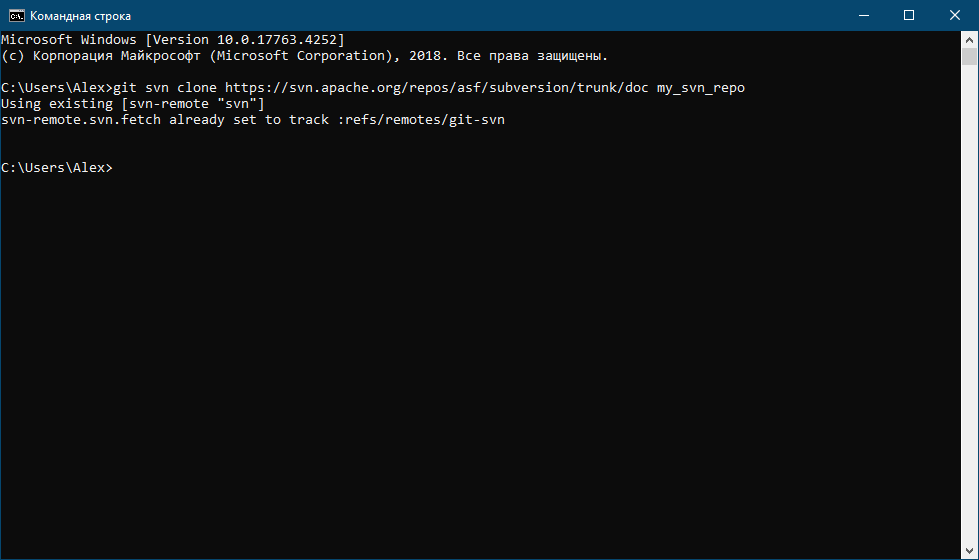 Командная строка
Microsoft Windows [Version 10.0.17763.4252]
(c) Корпорация Майкрософт (Microsoft Corporation), 2018. Все права защищены.
C:\Users\Alex>git svn clone https://svn.apache.org/repos/asf/subversion/trunk/doc my_svn_repo
Using existing [svn-remote "svn"]
svn-remote.svn.fetch already set to track :refs/remotes/git-svn
C:\Users\Alex>